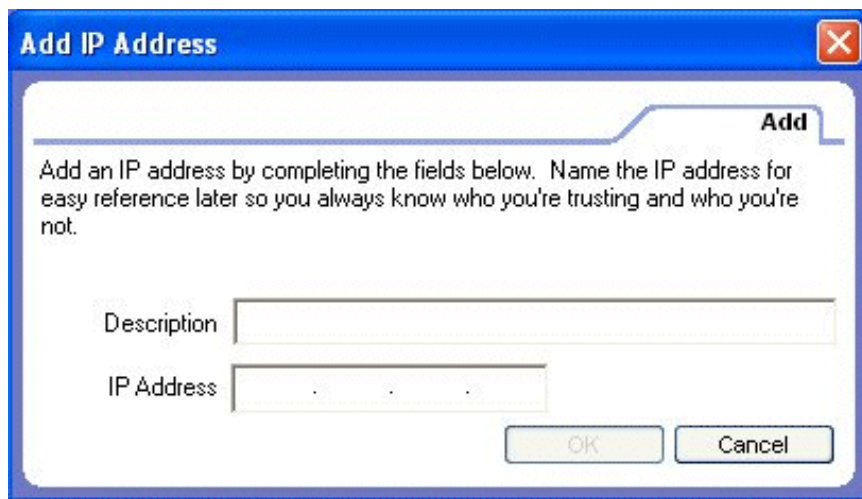 Add IP Address
Add
Add an IP address by completing the fields below.  Name the IP address for
easy reference later so you always know who you're trusting and who you're
not.
Description
IP Address . . .
OK Cancel